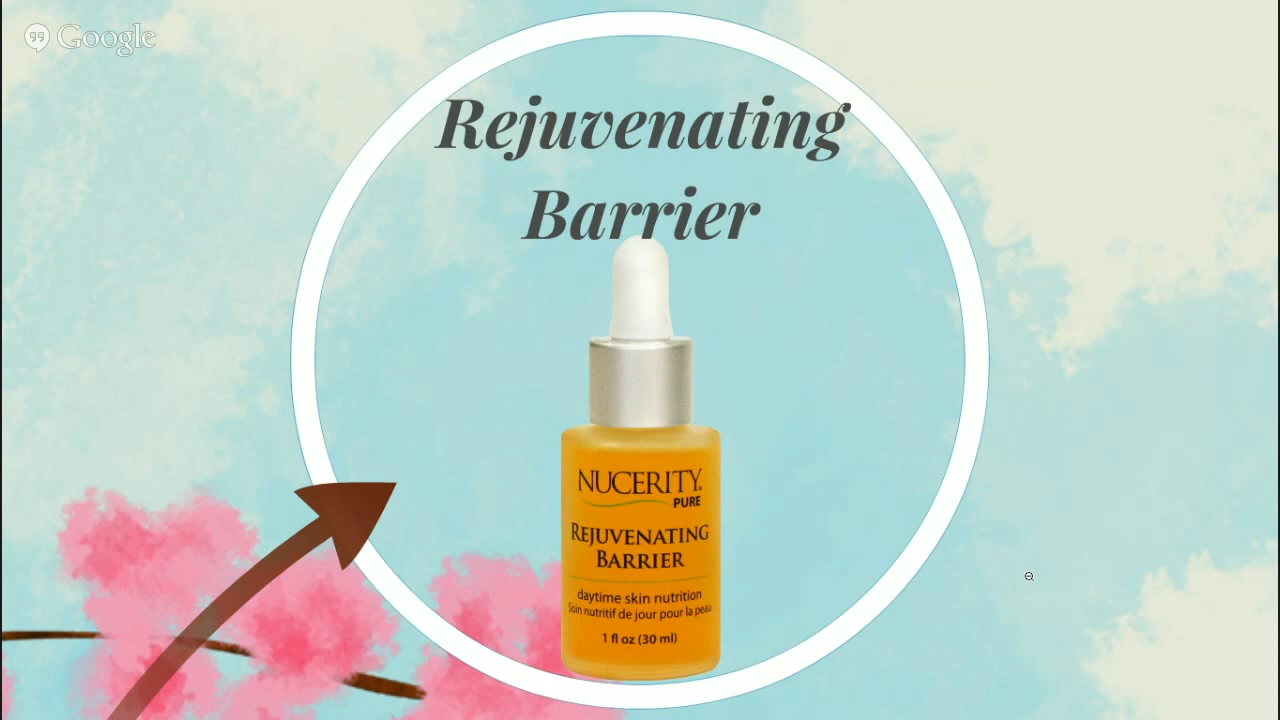 Google
Rejuvenating
Barrier
NUCERITY®
PURE
REJUVENATING
BARRIER
daytime skin nutrition
Soin nutritif de jour pour la peau
1 fl oz (30 ml)